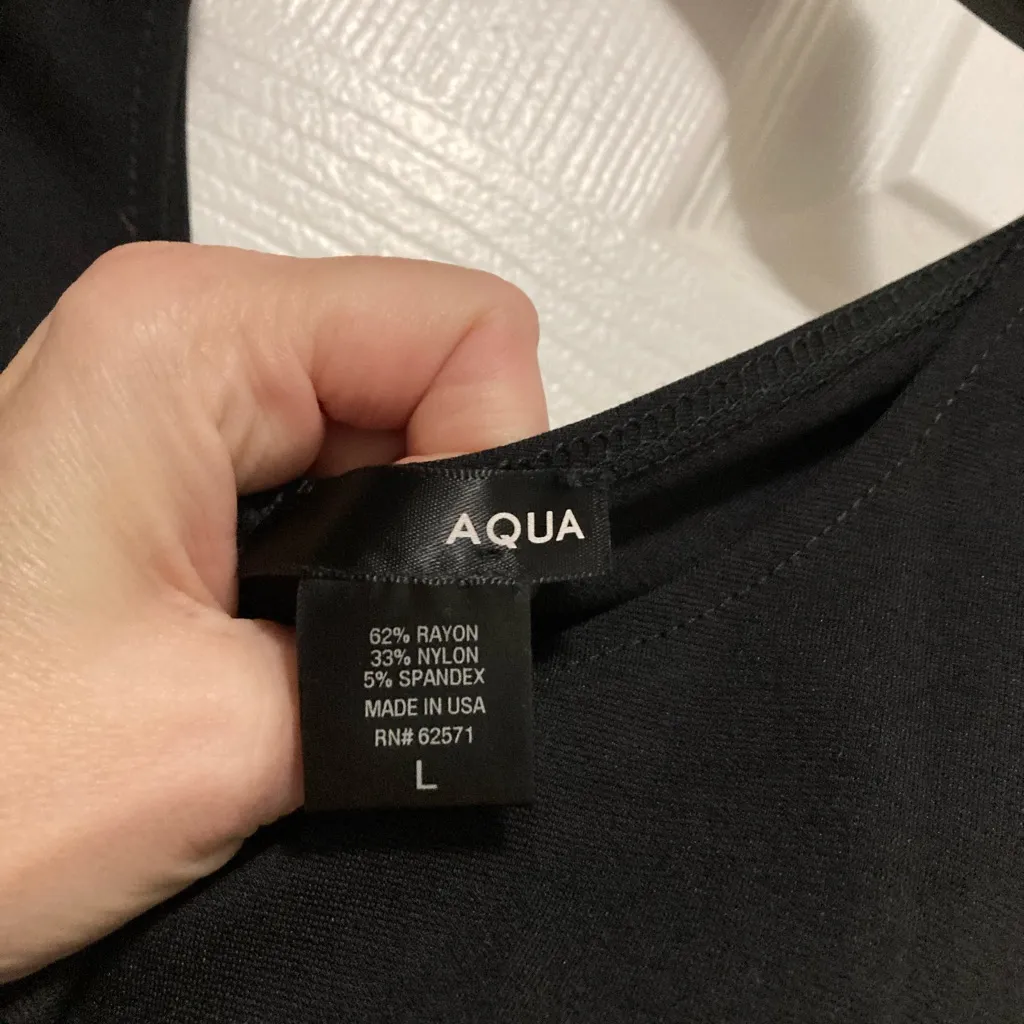 AQUA
62% RAYON
33% NYLON
5% SPANDEX
MADE IN USA
RN# 62571
L